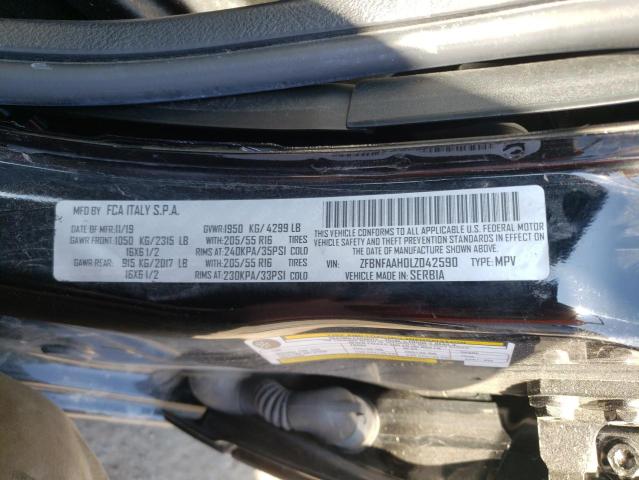 MFD BY FCA ITALY S.P.A.
DATE OF MFR: 11/19 GVWR: 1950 KG/4299 LB
GAWR FRONT: 1050 KG/2315 LB WITH: 205/55 R16 TIRES
16X6 1/2 RIMS AT: 240KPA/35PSI COLD
GAWR REAR: 915 KG/2017 LB WITH: 205/55 R16 TIRES
16X6 1/2 RIMS AT: 230KPA/33PSI COLD
THIS VEHICLE CONFORMS TO ALL APPLICABLE U.S. FEDERAL MOTOR
VEHICLE SAFETY STANDARDS IN EFFECT ON THE DATE OF MANUFACTURE
SHOWN ABOVE.
VIN: ZFBNFAAH0LZ042590 TYPE: MPV
VEHICLE MADE IN: SERBIA